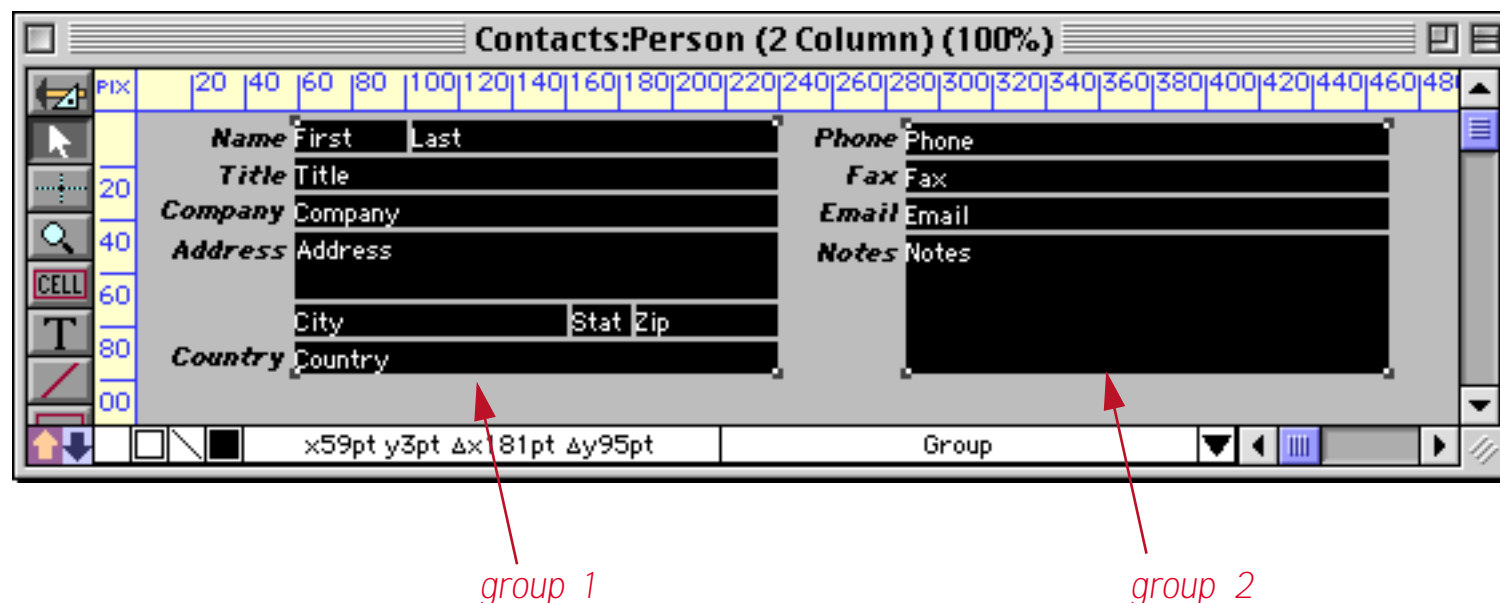 Contacts:Person (2 Column) (100%)
PIX 20 40 60 80 100 120 140 160 180 200 220 240 260 280 300 320 340 360 380 400 420 440 460 48
Name First Last Phone Phone
20 Title Title Fax Fax
Company Company Email Email
40 Address Address Notes Notes
CELL
60
T City Stat Zip
80 Country Country
00
x59pt y3pt Δx181pt Δy95pt Group
group 1 group 2